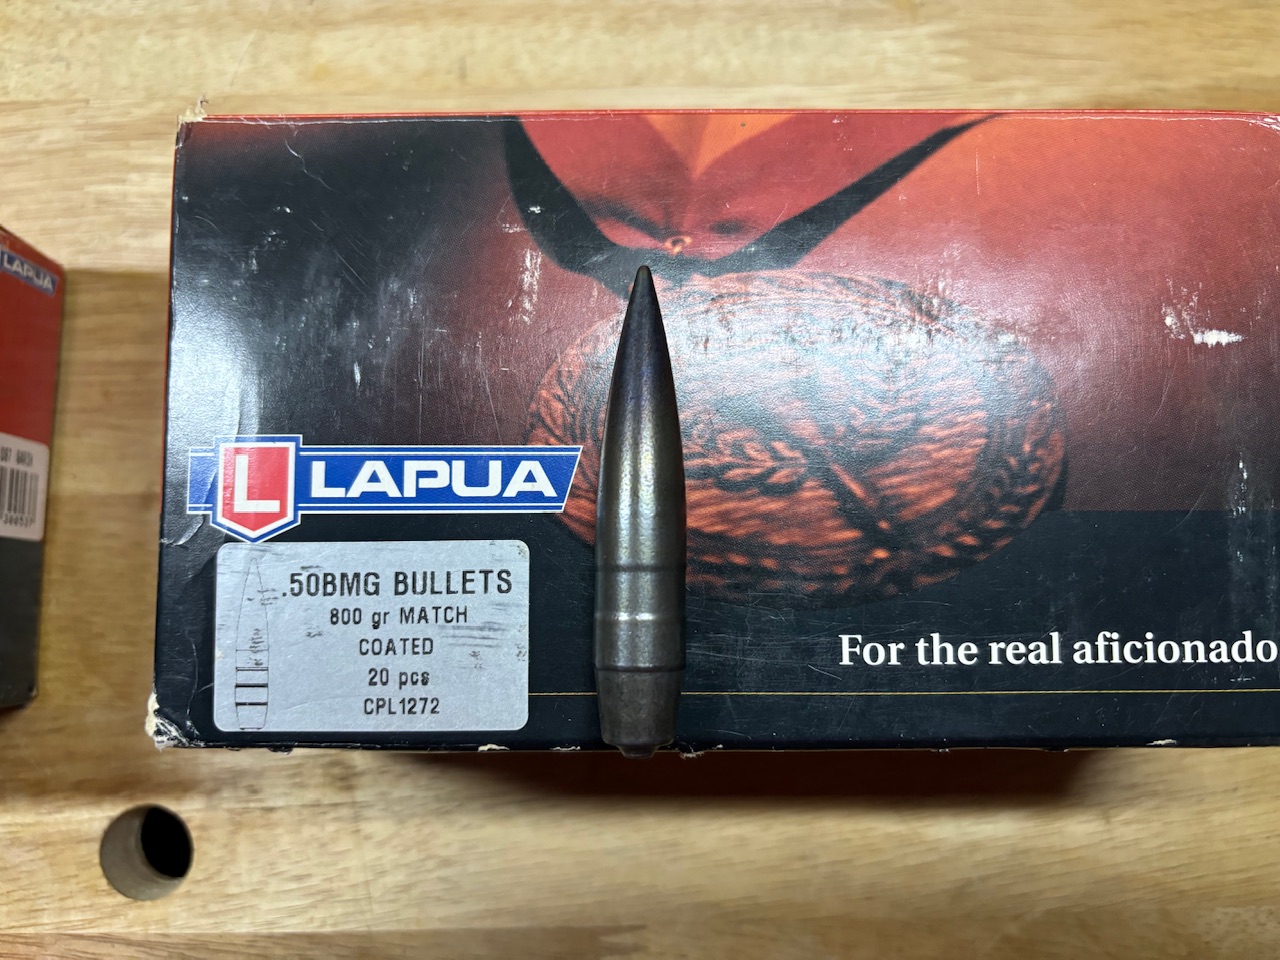 LAPUA
L LAPUA
.50BMG BULLETS
800 gr MATCH
COATED
20 pcs
CPL1272
For the real aficionado